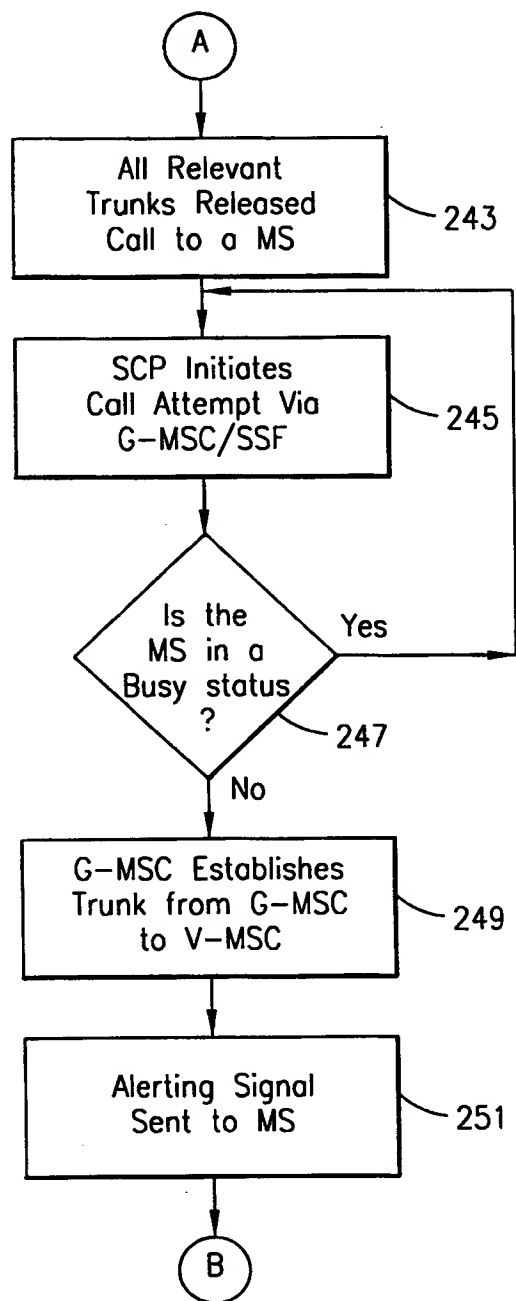 A
All Relevant
Trunks Released
Call to a MS
243
SCP Initiates
Call Attempt Via
G-MSC/SSF
245
Is the
MS in a
Busy status
?
Yes
247
No
G-MSC Establishes
Trunk from G-MSC
to V-MSC
249
Alerting Signal
Sent to MS
251
B